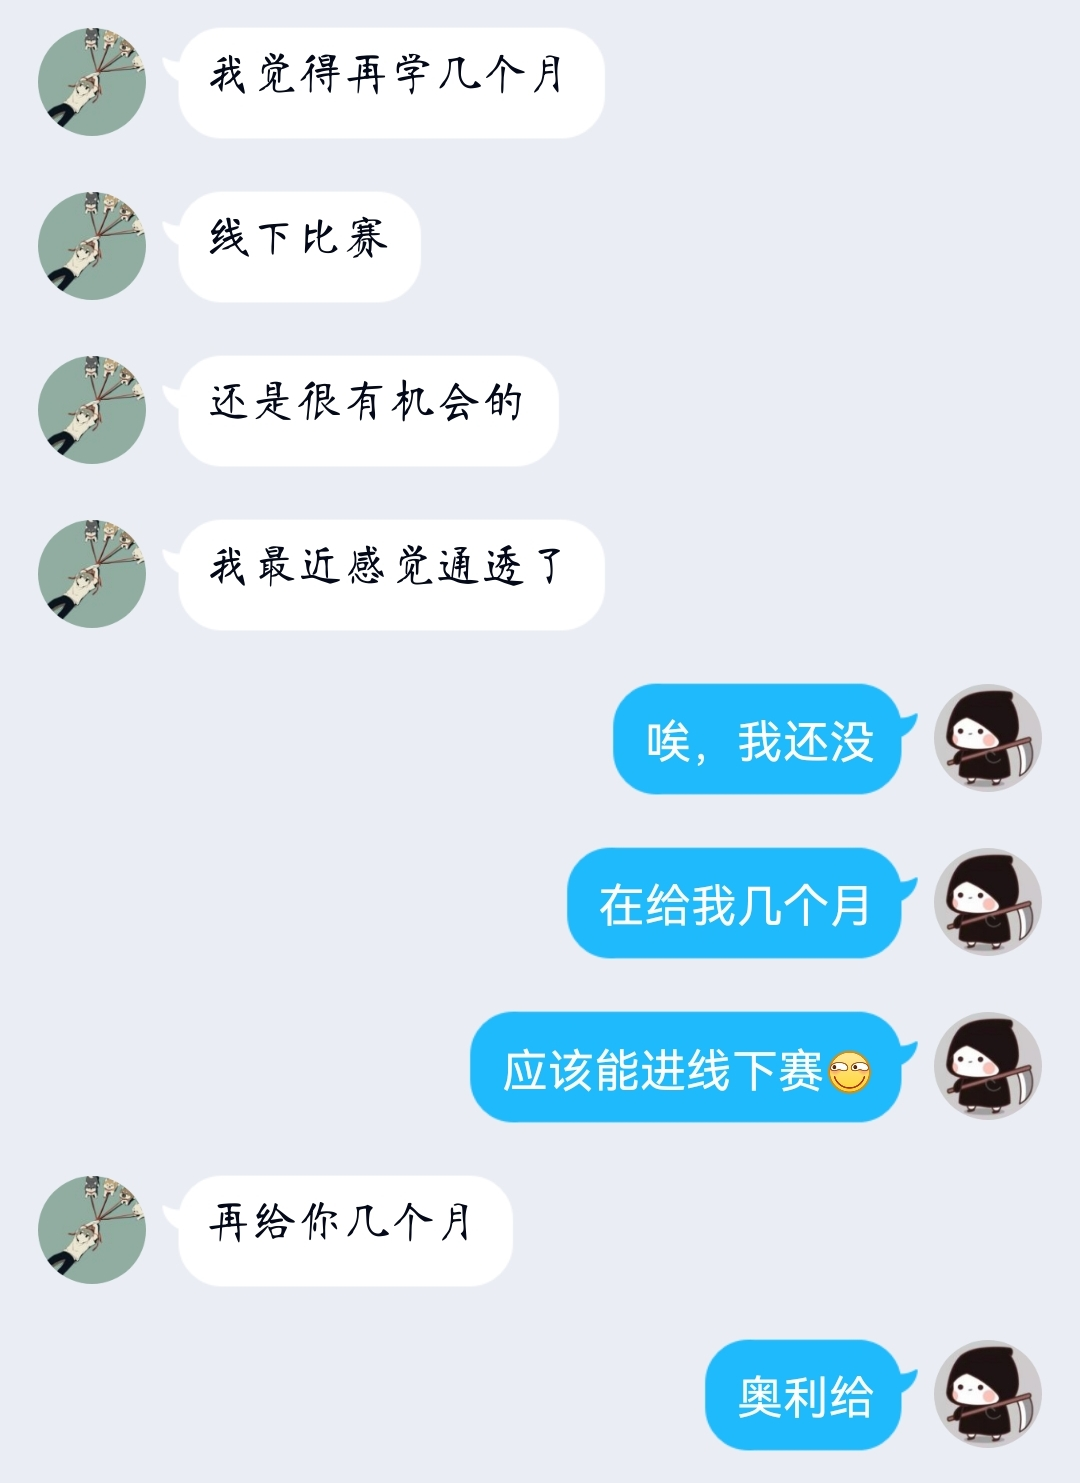 我觉得再学几个月
线下比赛
还是很有机会的
我最近感觉通透了
唉，我还没
在给我几个月
应该能进线下赛
再给你几个月
奥利给